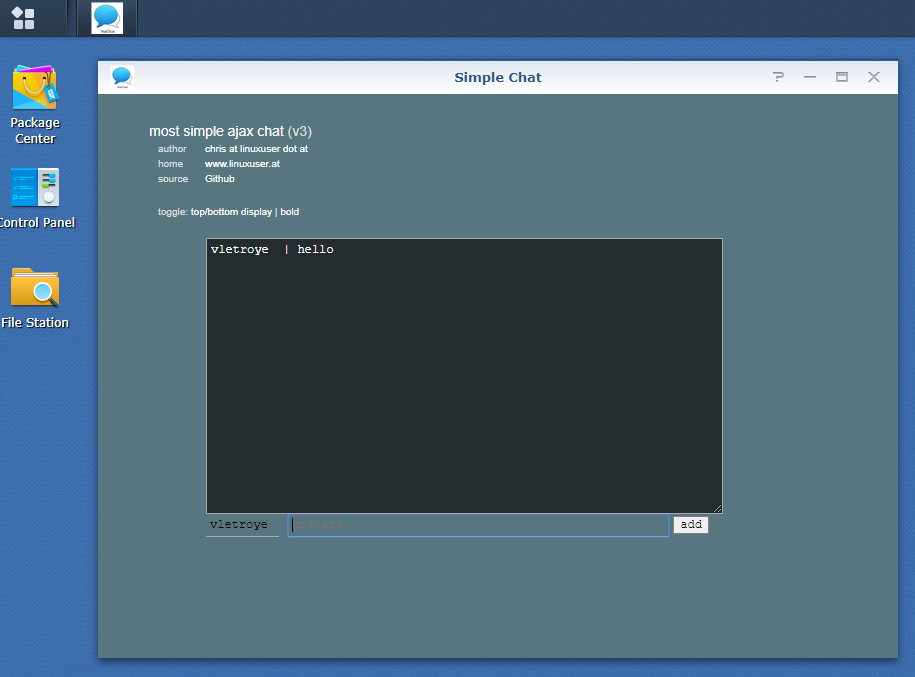 Simple Chat
Package
Center
Control Panel
File Station
most simple ajax chat (v3)
author chris at linuxuser dot at
home www.linuxuser.at
source Github
toggle: top/bottom display | bold
vletroye | hello
vletroye message add